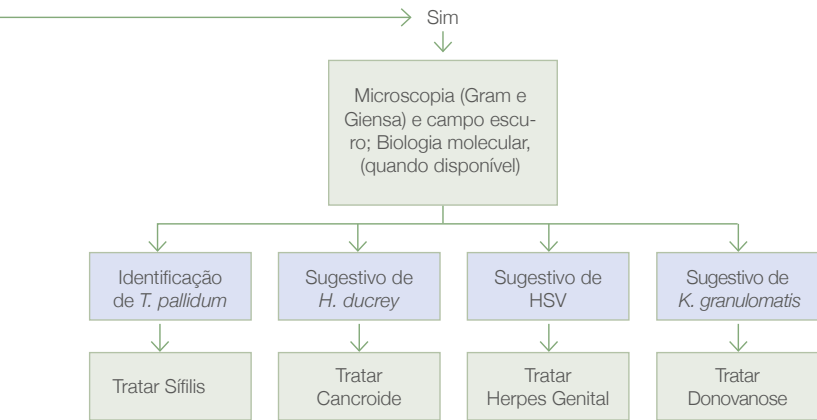 Sim
Microscopia (Gram e
Giensa) e campo escu-
ro; Biologia molecular,
(quando disponível)
Identificação
de T. pallidum
Sugestivo de
H. ducrey
Sugestivo de
HSV
Sugestivo de
K. granulomatis
Tratar Sífilis
Tratar
Cancroide
Tratar
Herpes Genital
Tratar
Donovanose